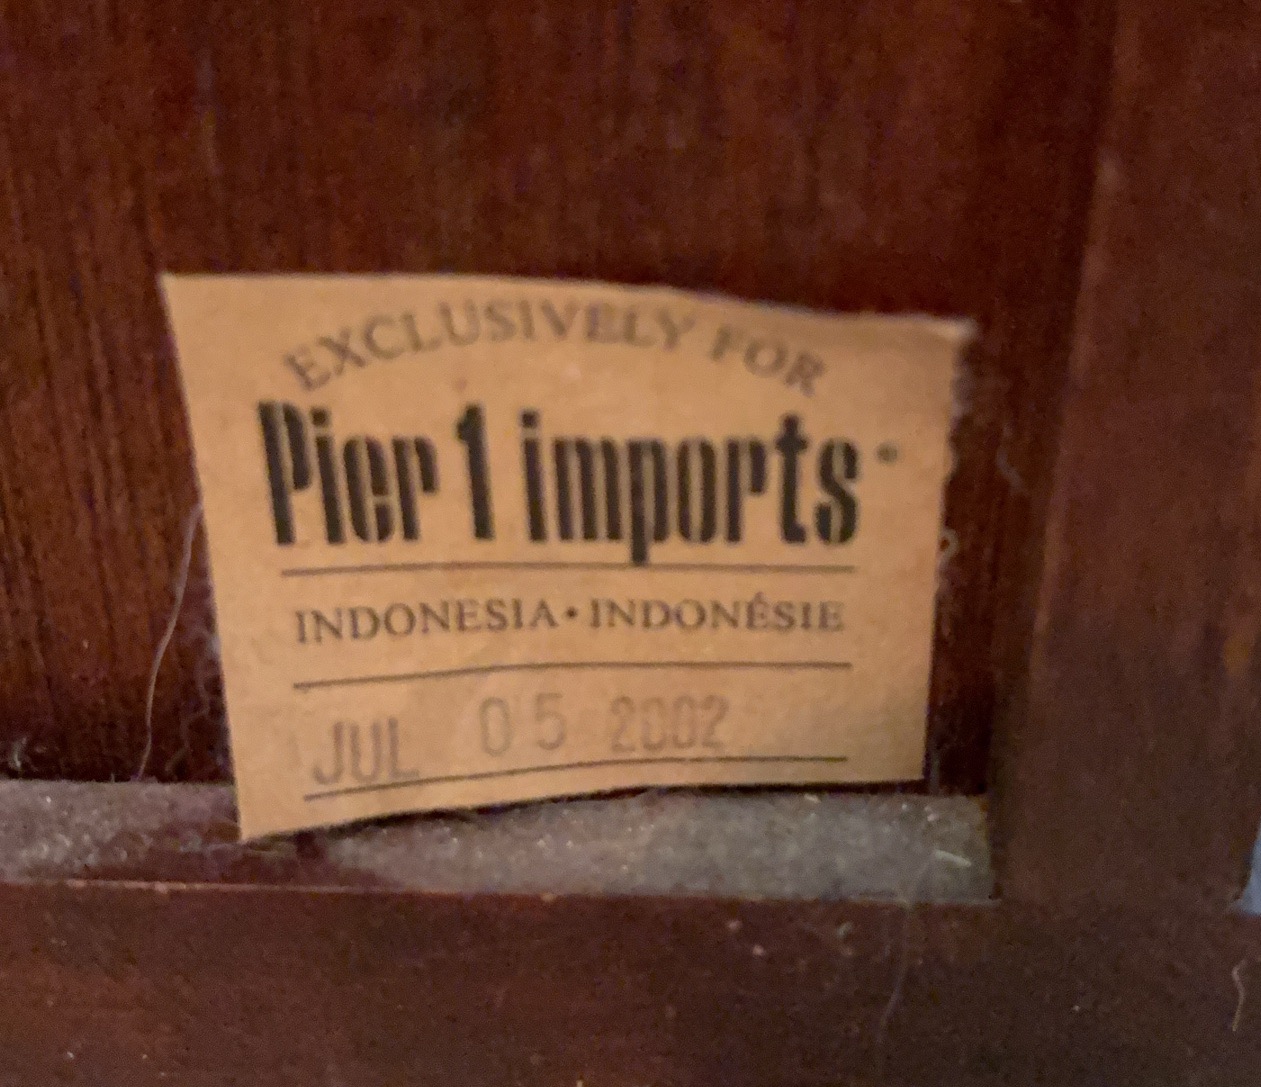 EXCLUSIVELY FOR
Pier 1 imports®
INDONESIA • INDONÉSIE
JUL 05 2002